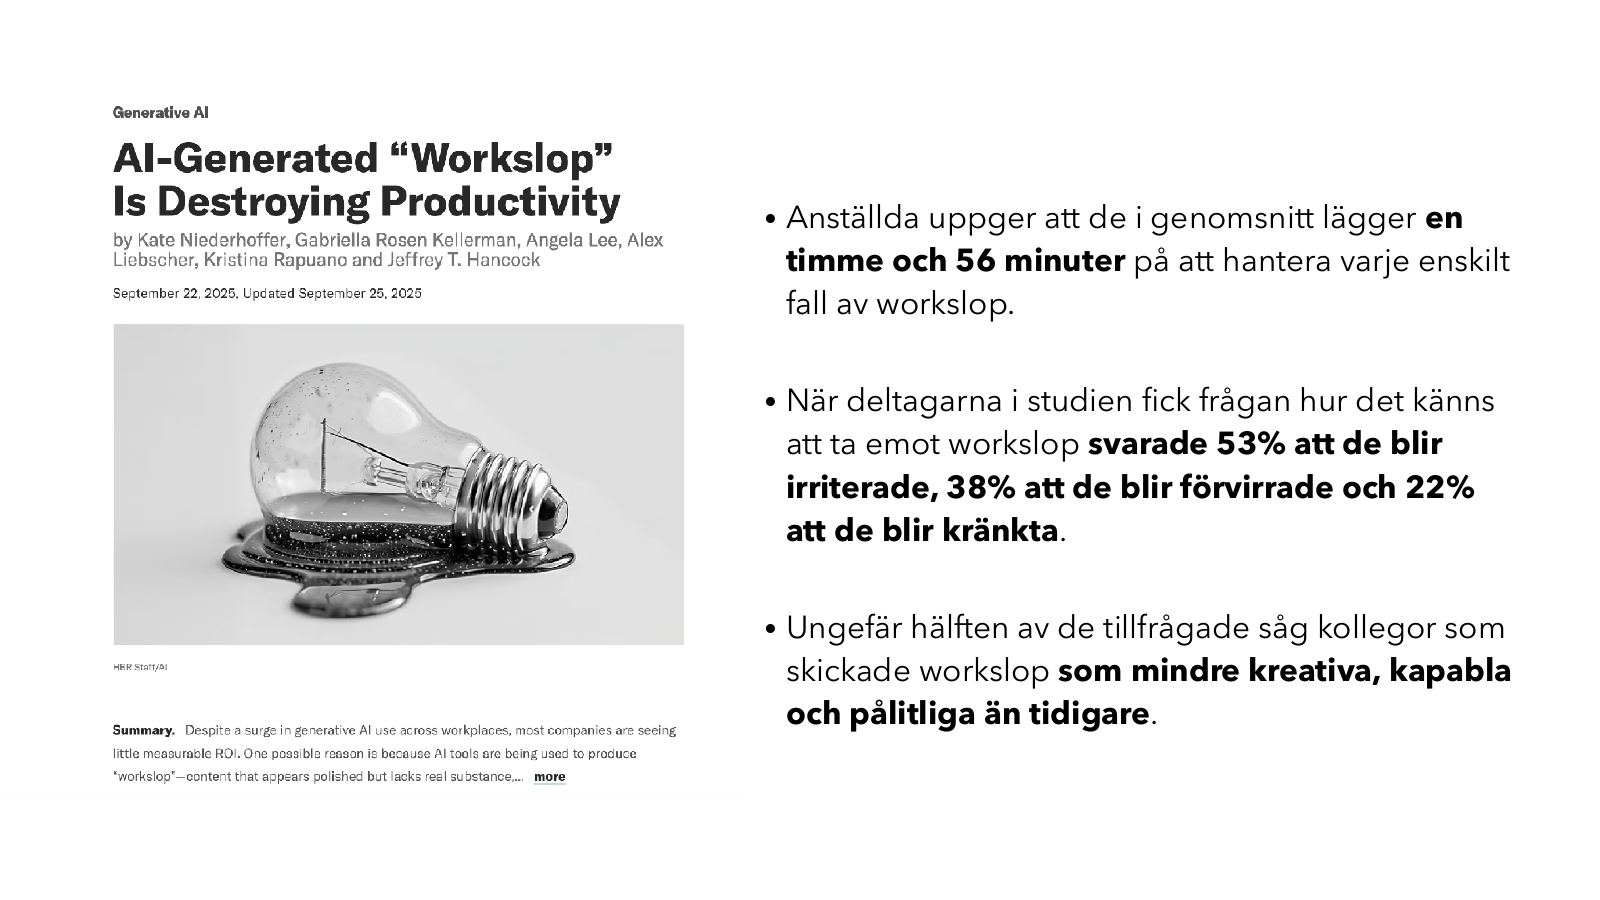 Generative AI
AI-Generated “Workslop”
Is Destroying Productivity
by Kate Niederhoffer, Gabriella Rosen Kellerman, Angela Lee, Alex
Liebscher, Kristina Rapuano and Jeffrey T. Hancock
September 22, 2025, Updated September 25, 2025
HBR Staff/AI
Summary. Despite a surge in generative AI use across workplaces, most companies are seeing
little measurable ROI. One possible reason is because AI tools are being used to produce
“workslop”—content that appears polished but lacks real substance,... more
• Anställda uppger att de i genomsnitt lägger en
timme och 56 minuter på att hantera varje enskilt
fall av workslop.
• När deltagarna i studien fick frågan hur det känns
att ta emot workslop svarade 53% att de blir
irriterade, 38% att de blir förvirrade och 22%
att de blir kränkta.
• Ungefär hälften av de tillfrågade såg kollegor som
skickade workslop som mindre kreativa, kapabla
och pålitliga än tidigare.